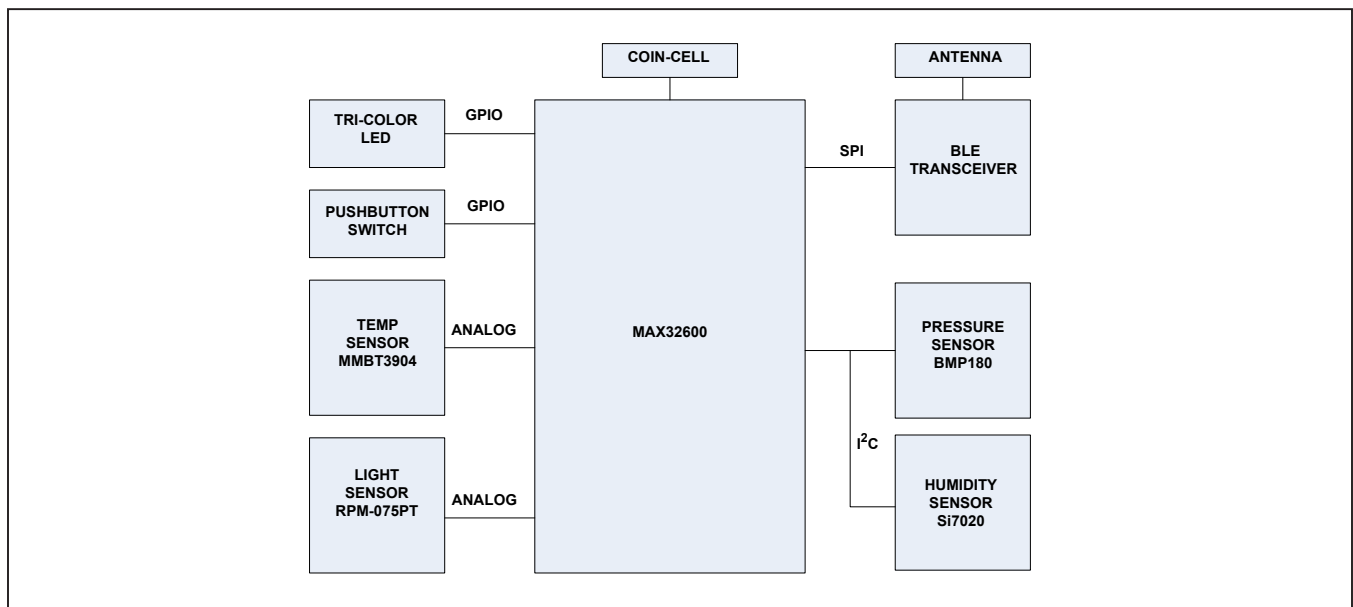 COIN-CELL
ANTENNA
TRI-COLOR
LED
GPIO
PUSHBUTTON
SWITCH
GPIO
TEMP
SENSOR
MMBT3904
ANALOG
LIGHT
SENSOR
RPM-075PT
ANALOG
MAX32600
SPI
BLE
TRANSCEIVER
PRESSURE
SENSOR
BMP180
I²C
HUMIDITY
SENSOR
Si7020